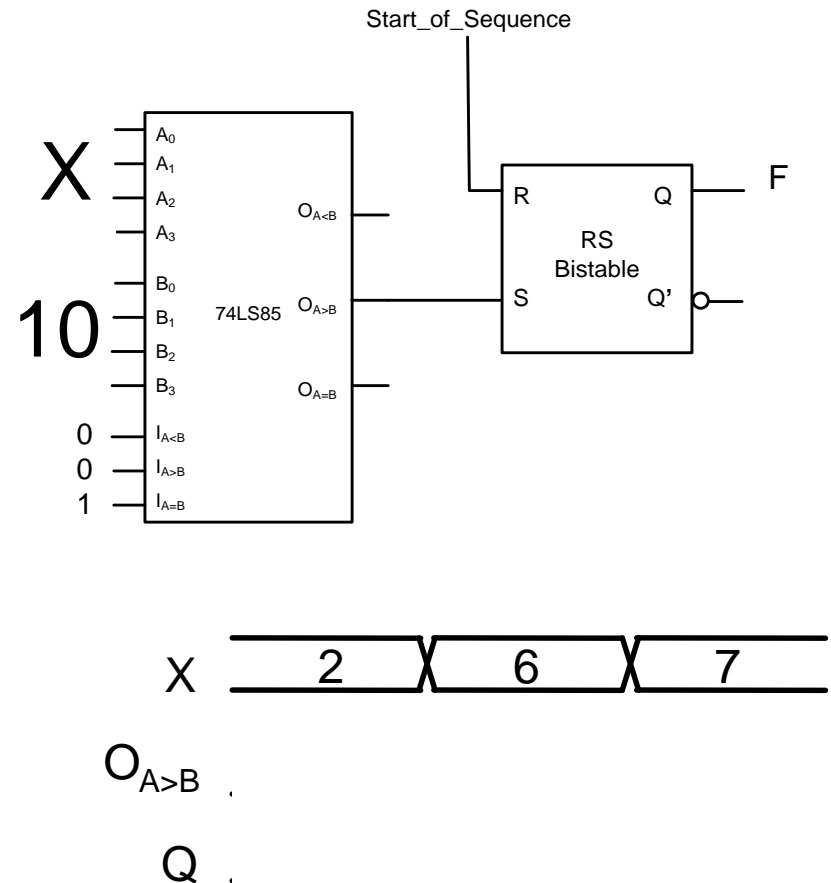 Start_of_Sequence
X
A0
A1
A2
A3
10
B0
B1
B2
B3
0 IA<B
0 IA>B
1 IA=B
74LS85
OA<B
OA>B
OA=B
R Q
RS
Bistable
S Q’
F
X 2 6 7
OA>B
Q